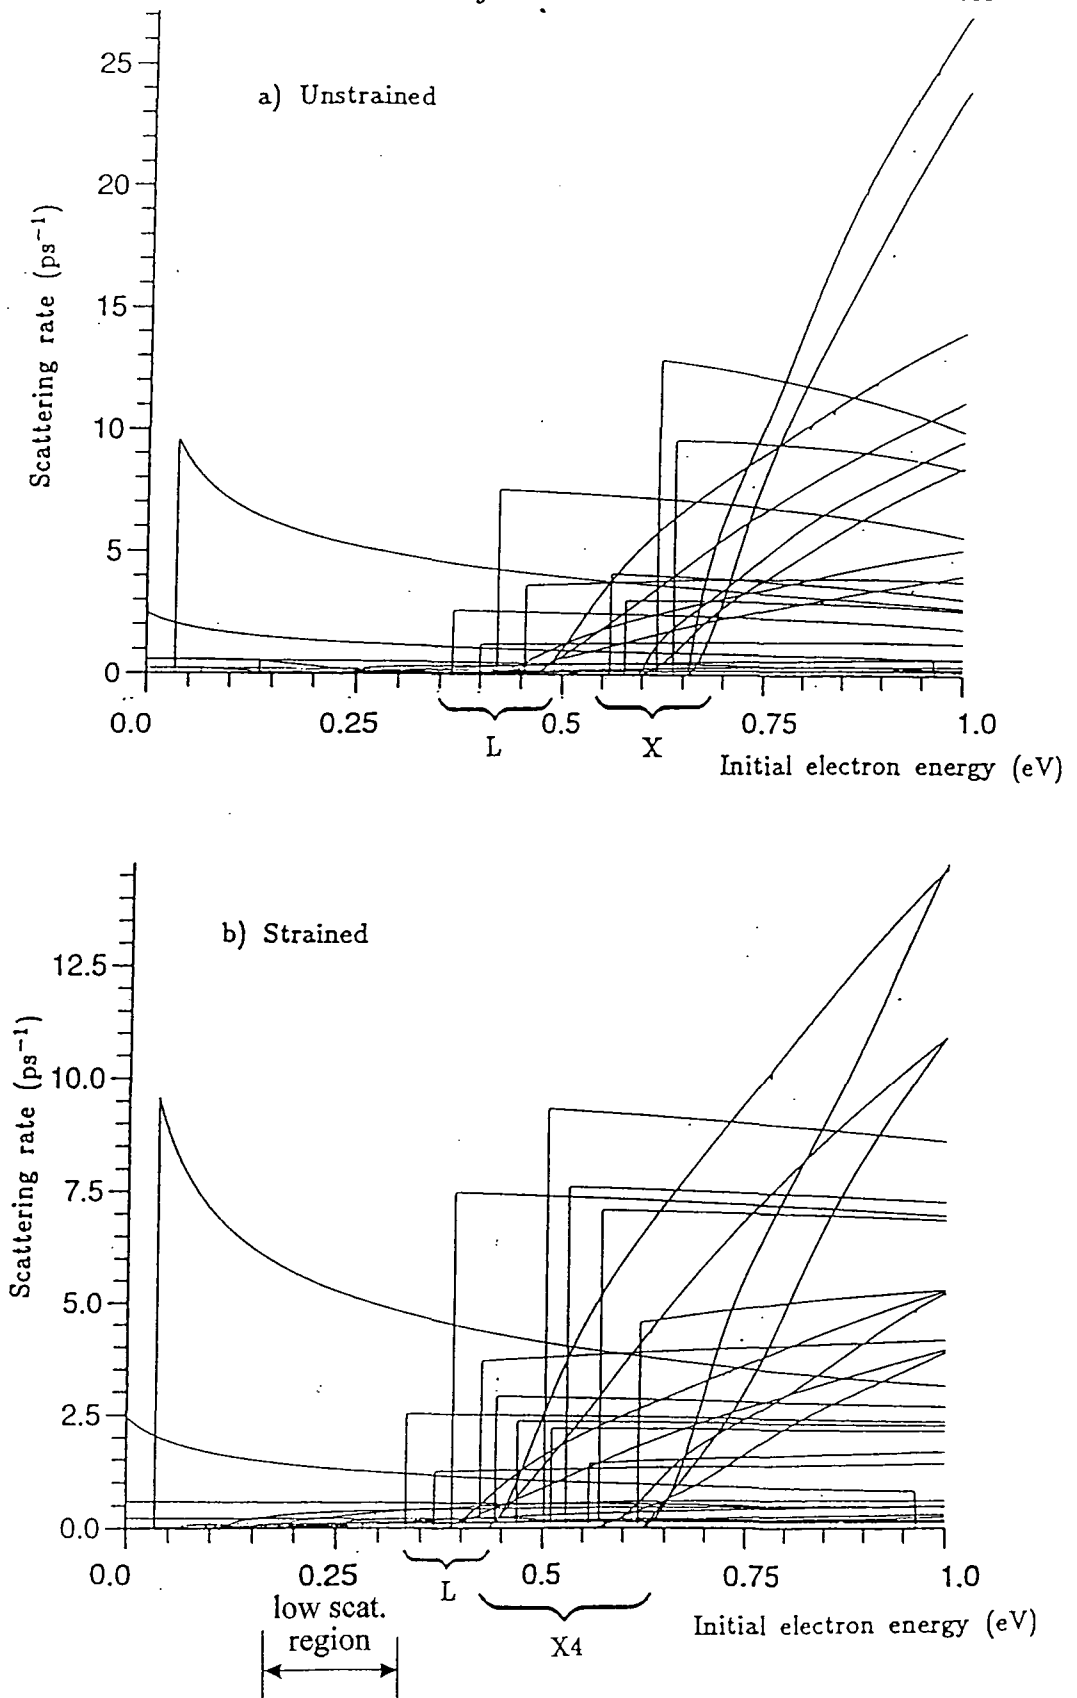 a) Unstrained
25
20
15
10
5
0
Scattering rate (ps⁻¹)
0.0 0.25 0.5 0.75 1.0
L X
Initial electron energy (eV)
b) Strained
12.5
10.0
7.5
5.0
2.5
0.0
Scattering rate (ps⁻¹)
0.0 0.25 0.5 0.75 1.0
L
low scat.
region
X4
Initial electron energy (eV)